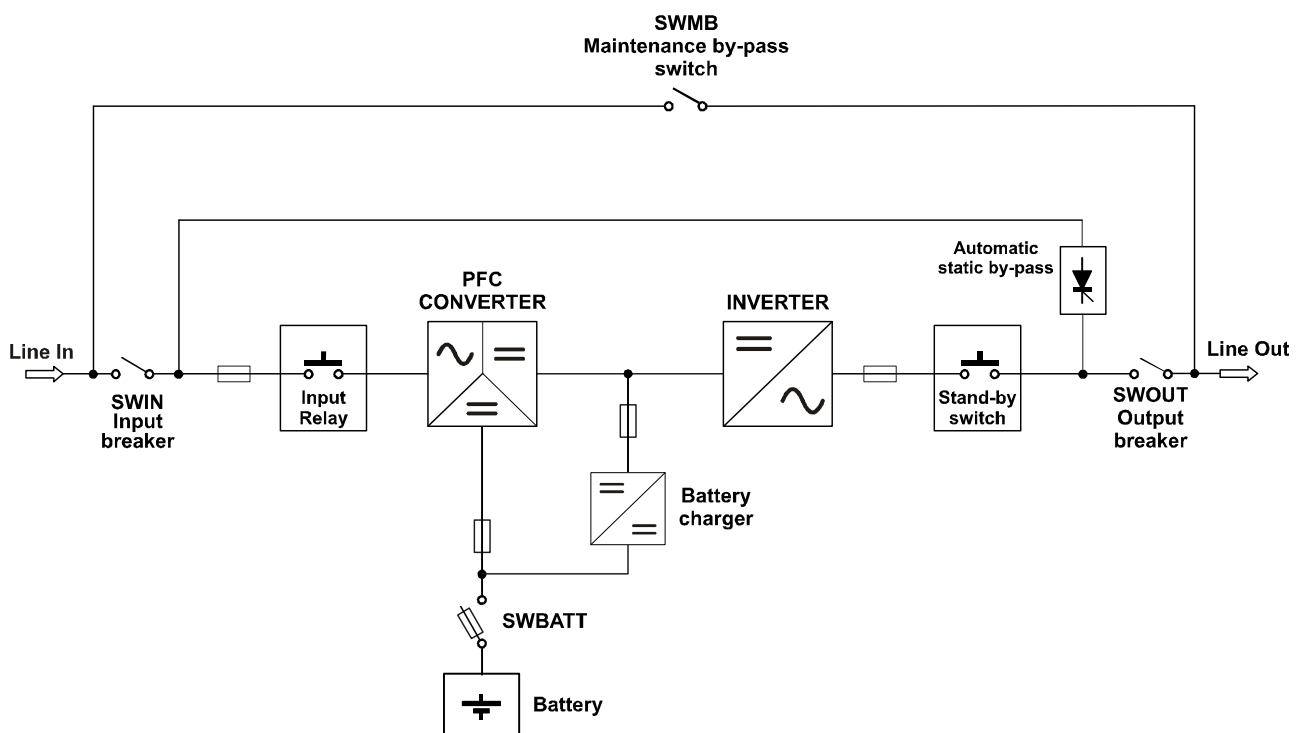 SWMB
Maintenance by-pass
switch
Automatic
static by-pass
PFC
CONVERTER
INVERTER
Line In
Line Out
SWIN
Input
breaker
Input
Relay
Stand-by
switch
SWOUT
Output
breaker
Battery
charger
SWBATT
Battery